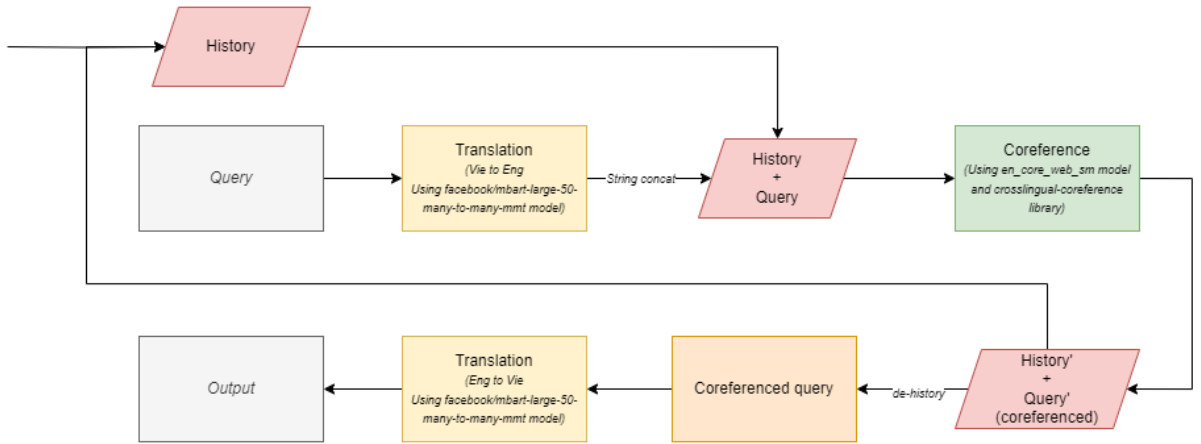 History
Query
Translation
(Vie to Eng
Using facebook/mbart-large-50-
many-to-many-mmt model)
String concat
History
+
Query
Coreference
(Using en_core_web_sm model
and crosslingual-coreference
library)
Output
Translation
(Eng to Vie
Using facebook/mbart-large-50-
many-to-many-mmt model)
Coreferenced query
de-history
History'
+
Query'
(coreferenced)